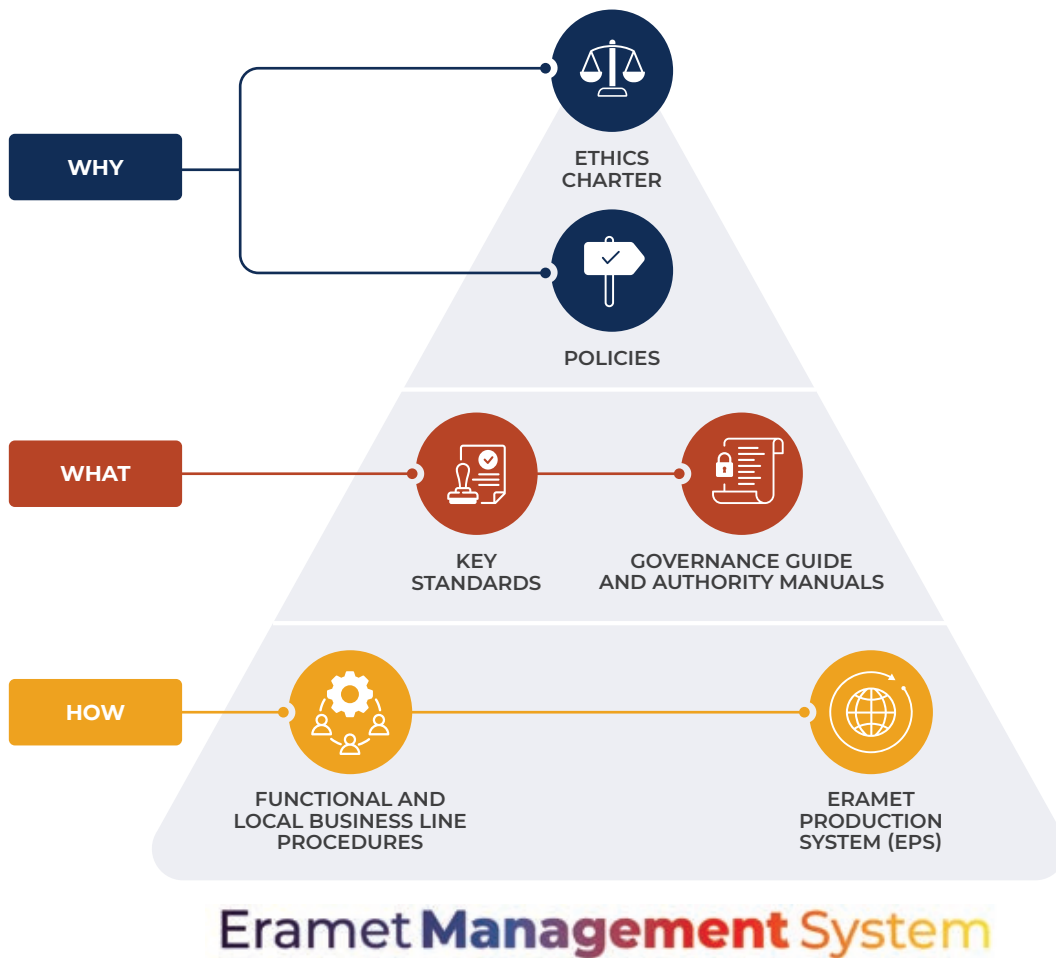 WHY
ETHICS
CHARTER
POLICIES
WHAT
KEY
STANDARDS
GOVERNANCE GUIDE
AND AUTHORITY MANUALS
HOW
FUNCTIONAL AND
LOCAL BUSINESS LINE
PROCEDURES
ERAMET
PRODUCTION
SYSTEM (EPS)
Eramet Management System